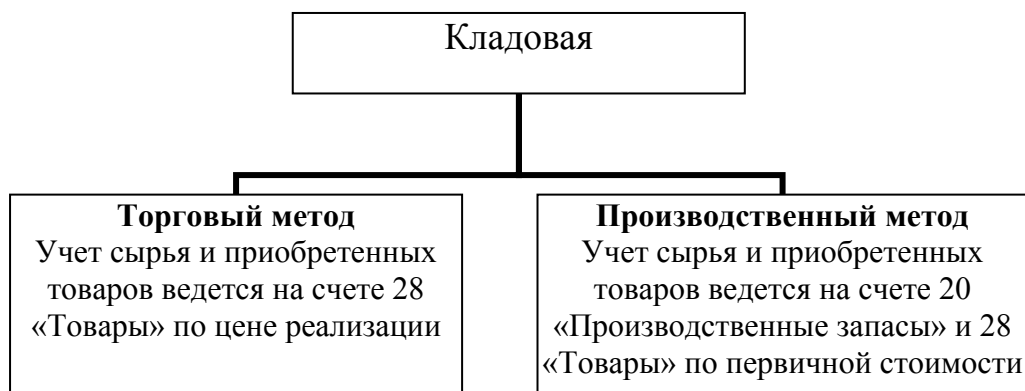 Кладовая
Торговый метод
Учет сырья и приобретенных
товаров ведется на счете 28
«Товары» по цене реализации
Производственный метод
Учет сырья и приобретенных
товаров ведется на счете 20
«Производственные запасы» и 28
«Товары» по первичной стоимости